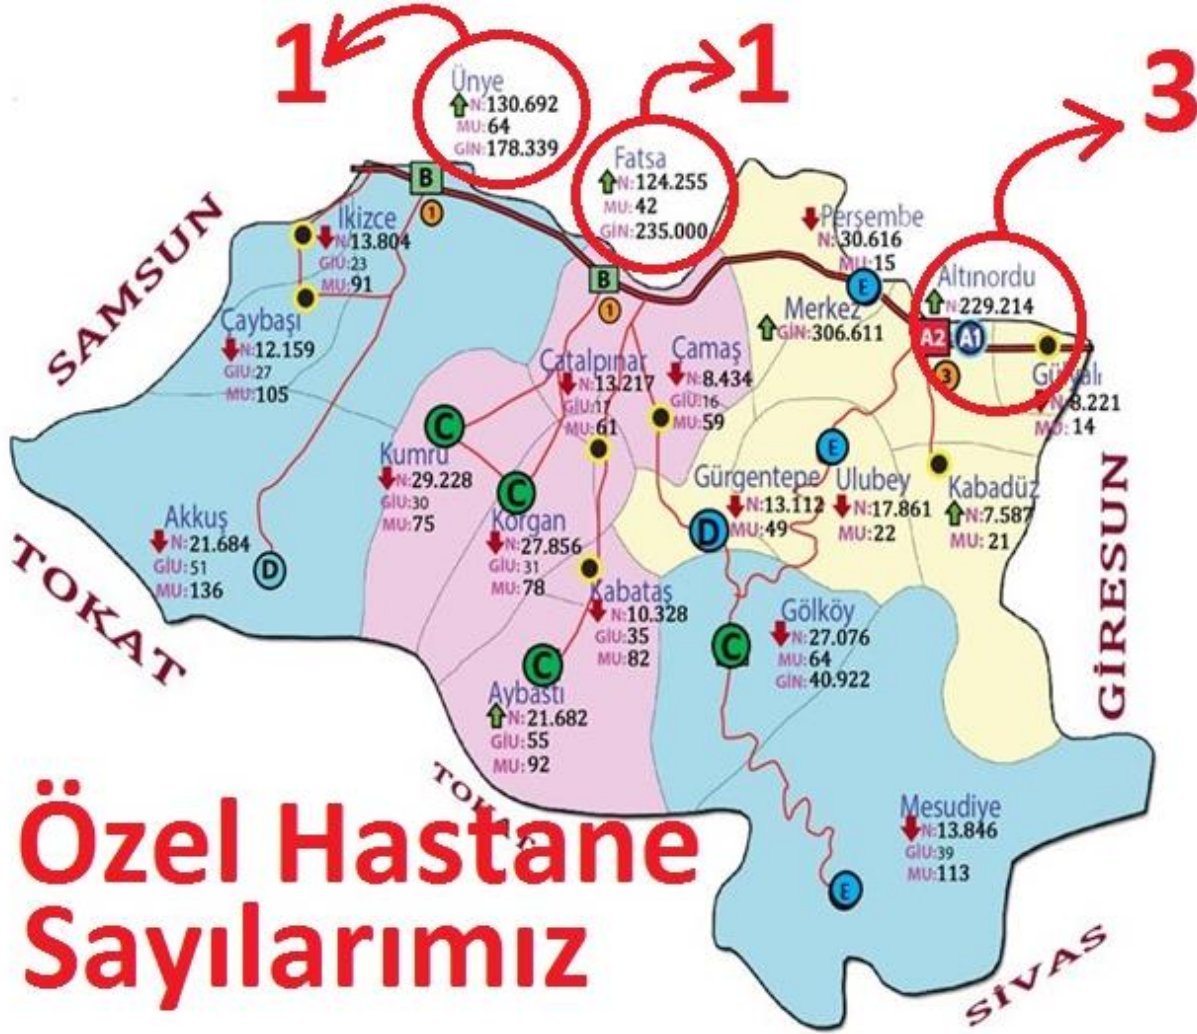 1
1
3
Ünye
N:130.692
MU:64
GİN:178.339
Fatsa
N:124.255
MU: 42
GİN:235.000
B
1
İkizce
N:13.804
GİU:23
MU:91
Perşembe
N:30.616
MU:15
E
Altınordu
N:229.214
SAMSUN
B
1
Merkez
GİN:306.611
A2
A1
3
Çaybaşı
N:12.159
GİU:27
MU:105
Çatalpınar
N:13.217
GİU:17
MU:61
Çamaş
N:8.434
GİU:16
MU:59
Gülyalı
N:8.221
MU: 14
C
Kumru
N:29.228
GİU:30
MU:75
E
C
Korgan
N:27.856
GİU:31
MU:78
Gürgentepe
N:13.112
MU:49
D
Ulubey
N:17.861
MU:22
Kabadüz
N:7.587
MU: 21
GİRESUN
Akkuş
N:21.684
GİU:51
MU:136
D
TOKAT
Kabataş
N:10.328
GİU:35
MU:82
Gölköy
N:27.076
MU:64
GİN:40.922
C
C
Aybastı
N:21.682
GİU:55
MU:92
TOKAT
Mesudiye
N:13.846
GİU:39
MU:113
E
Özel Hastane
Sayılarımız
SİVAS